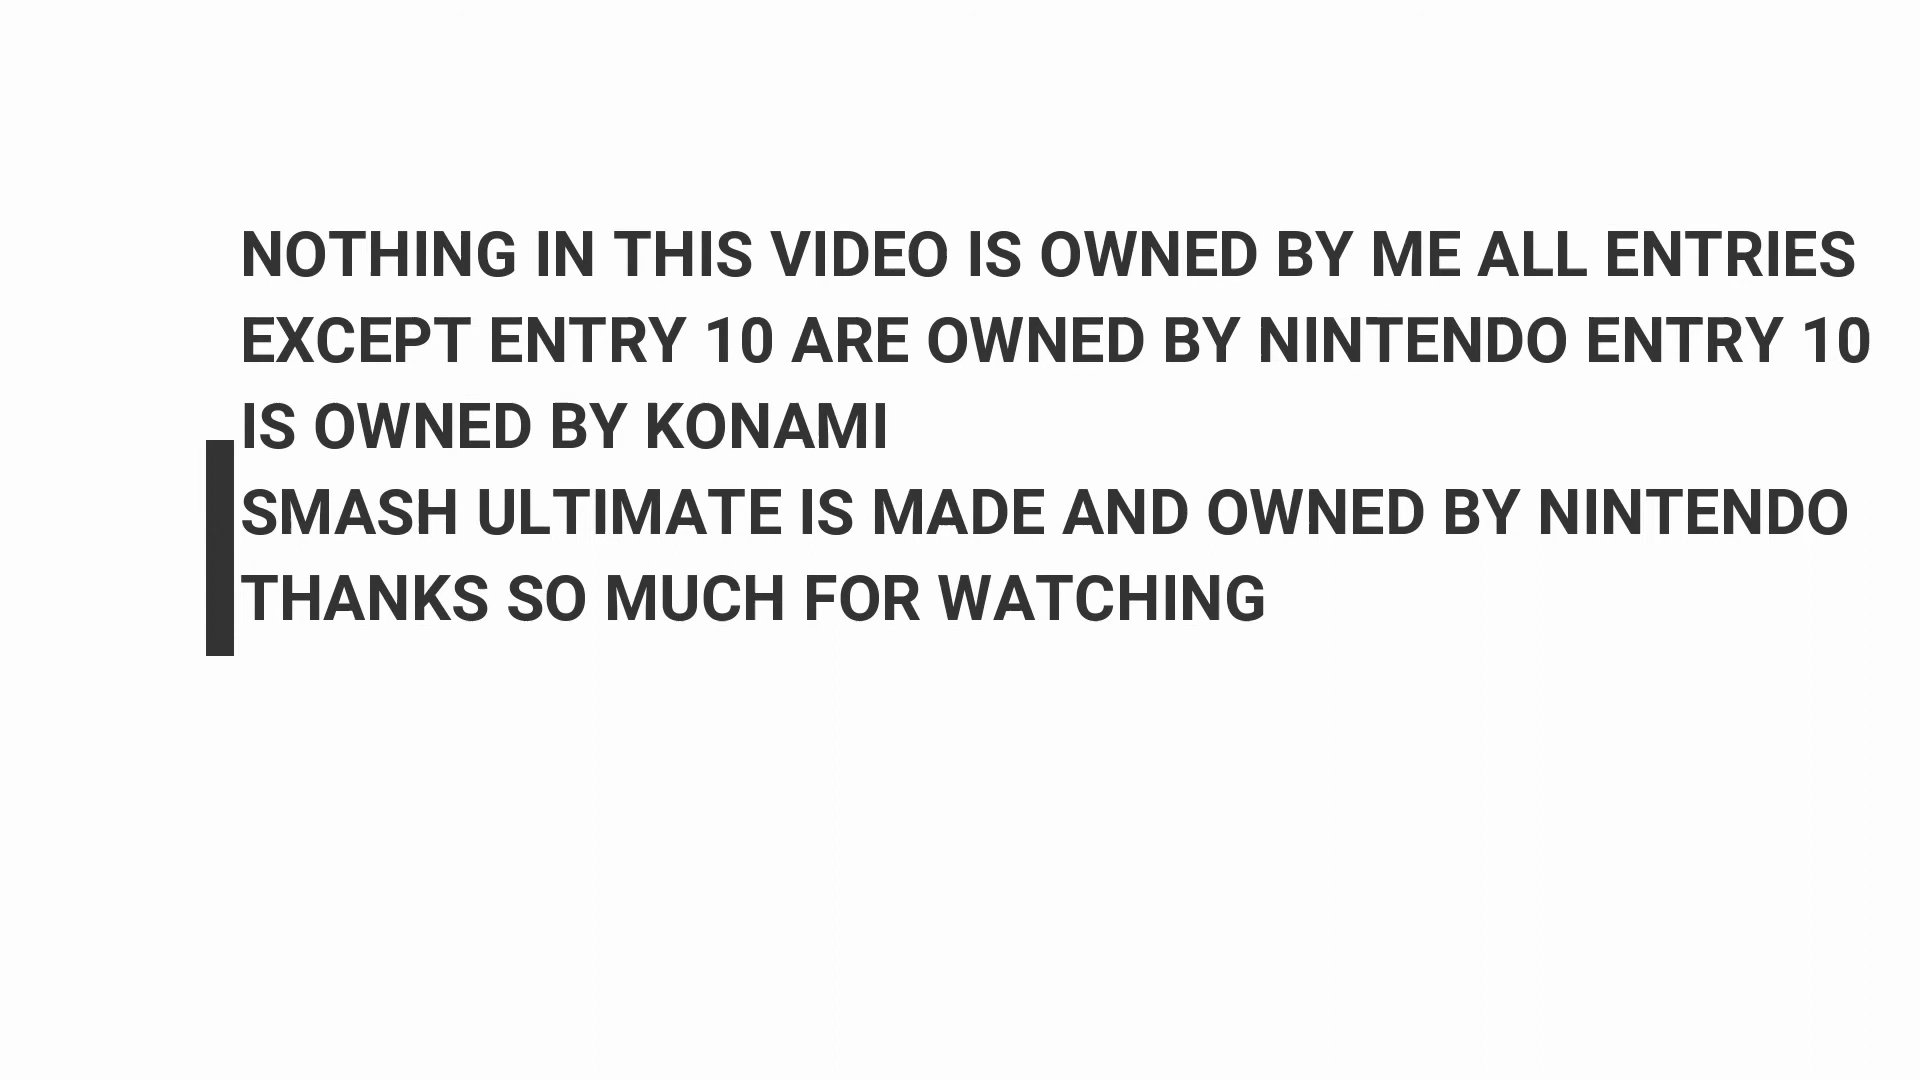 NOTHING IN THIS VIDEO IS OWNED BY ME ALL ENTRIES
EXCEPT ENTRY 10 ARE OWNED BY NINTENDO ENTRY 10
IS OWNED BY KONAMI
SMASH ULTIMATE IS MADE AND OWNED BY NINTENDO
THANKS SO MUCH FOR WATCHING